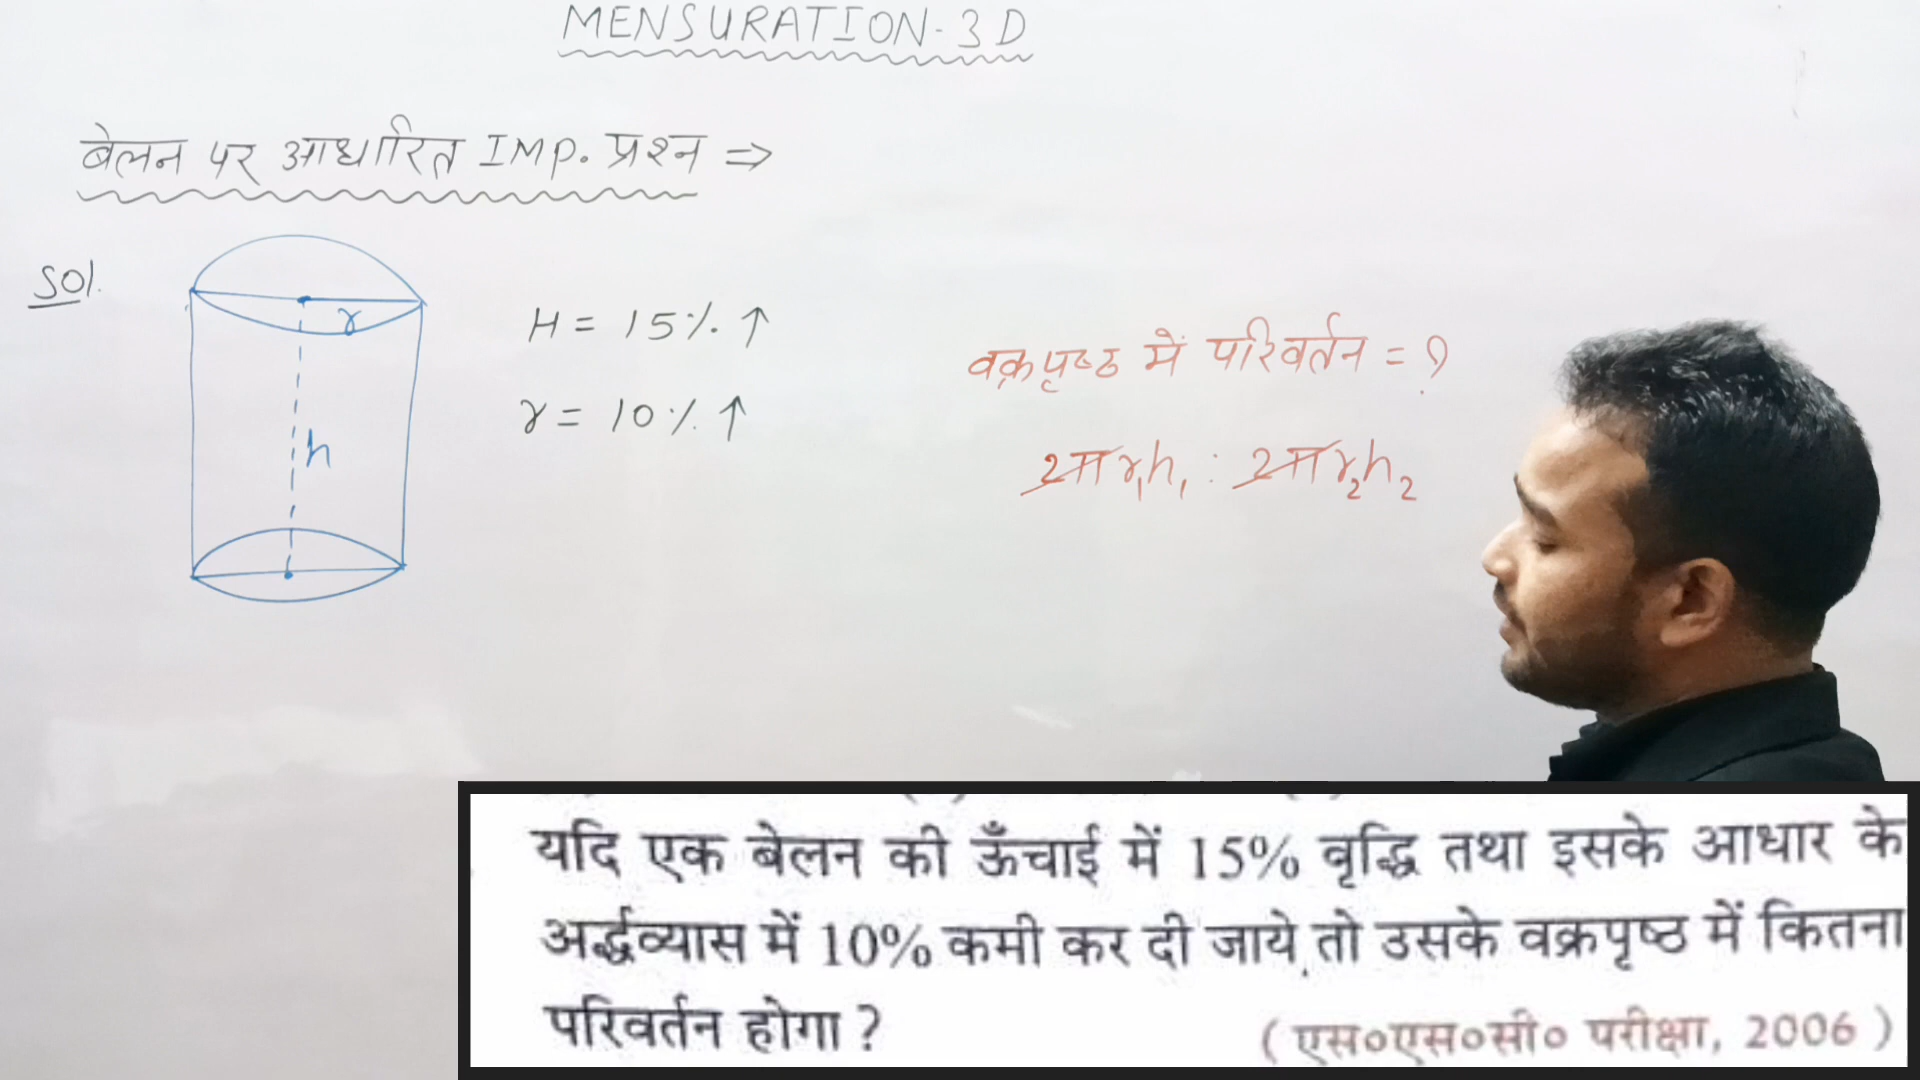 MENSURATION-3D
बेलन पर आधारित IMP. प्रश्न ⇒
Sol.
r
h
H = 15% ↑
r = 10% ↑
वक्रपृष्ठ में परिवर्तन = ?
2πr₁h₁ : 2πr₂h₂
यदि एक बेलन की ऊँचाई में 15% वृद्धि तथा इसके आधार के
अर्द्धव्यास में 10% कमी कर दी जाये तो उसके वक्रपृष्ठ में कितना
परिवर्तन होगा ?
( एस०एस०सी० परीक्षा, 2006 )